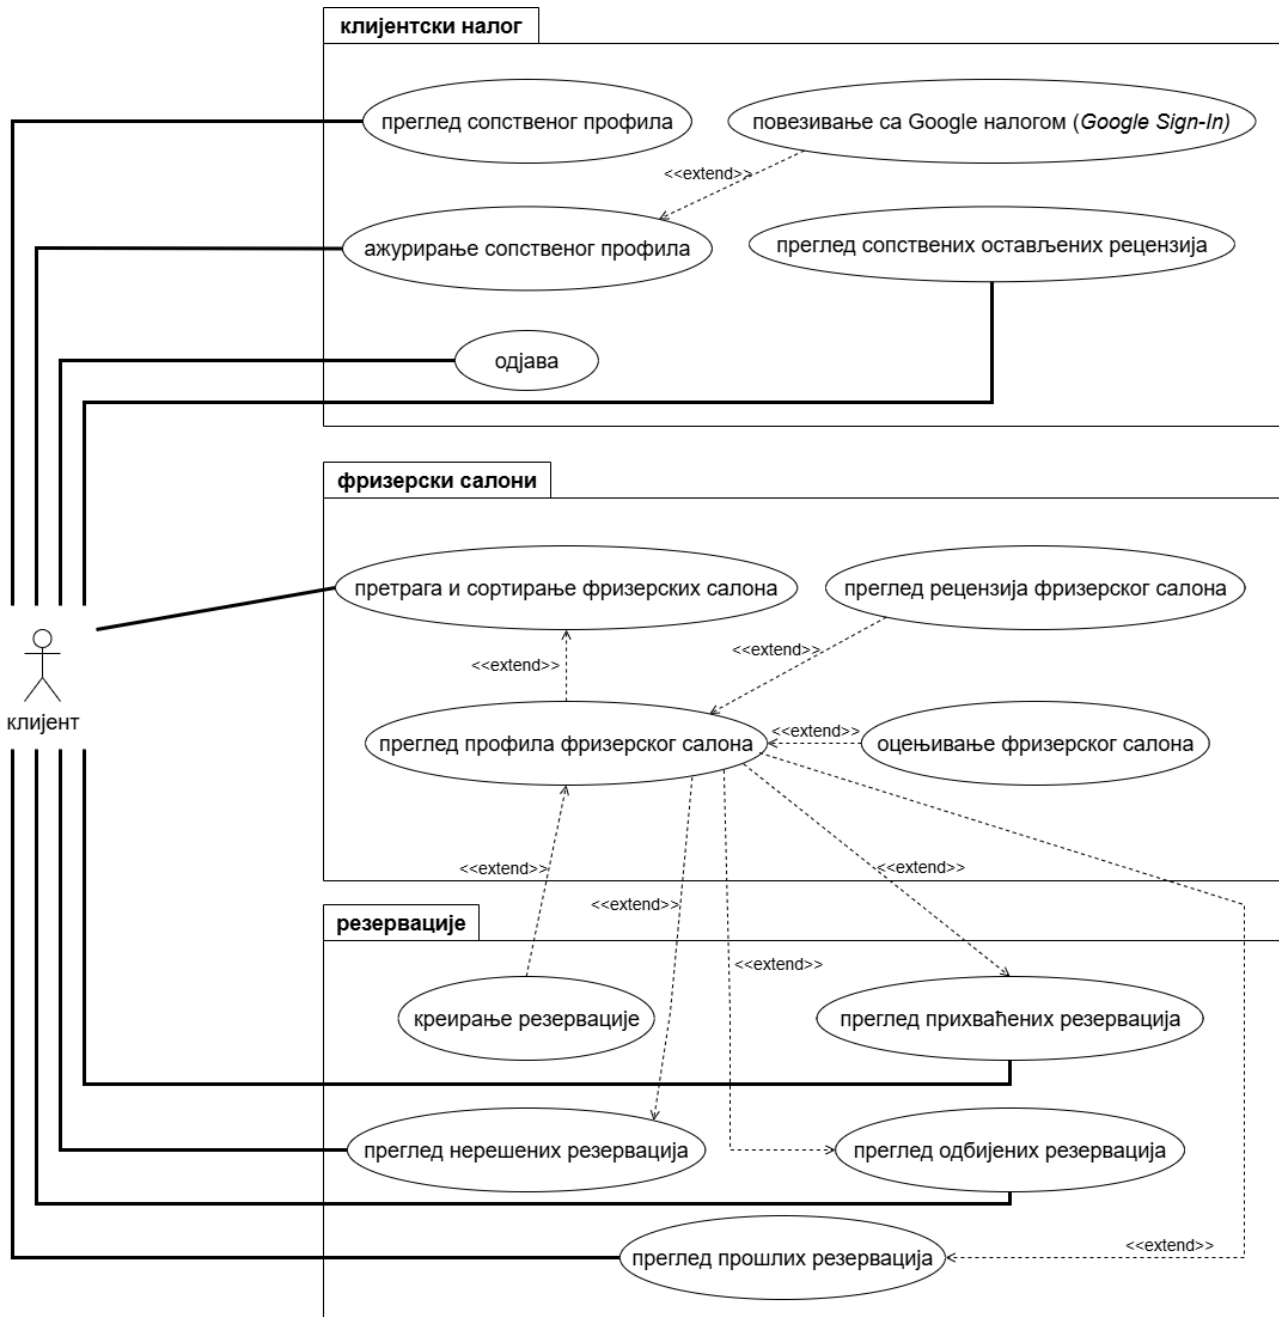 клијентски налог
преглед сопственог профила
повезивање са Google налогом (Google Sign-In)
<<extend>>
ажурирање сопственог профила
преглед сопствених остављених рецензија
одјава
фризерски салони
претрага и сортирање фризерских салона
преглед рецензија фризерског салона
<<extend>>
<<extend>>
клијент
преглед профила фризерског салона
<<extend>>
оцењивање фризерског салона
<<extend>>
<<extend>>
<<extend>>
резервације
<<extend>>
креирање резервације
преглед прихваћених резервација
преглед нерешених резервација
преглед одбијених резервација
преглед прошлих резервација
<<extend>>